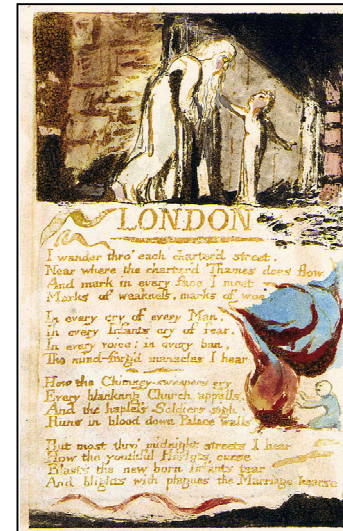 LONDON
I wander thro' each charter'd street,
Near where the charter'd Thames does flow
And mark in every face I meet
Marks of weakness, marks of woe
In every cry of every Man,
In every Infants cry of fear,
In every voice; in every ban,
The mind-forg'd manacles I hear
How the Chimney-sweepers cry
Every blackning Church appalls,
And the hapless Soldiers sigh
Runs in blood down Palace walls
But most thro' midnight streets I hear
How the youthful Harlots curse
Blasts the new born infants tear
And blights with plagues the Marriage hearse